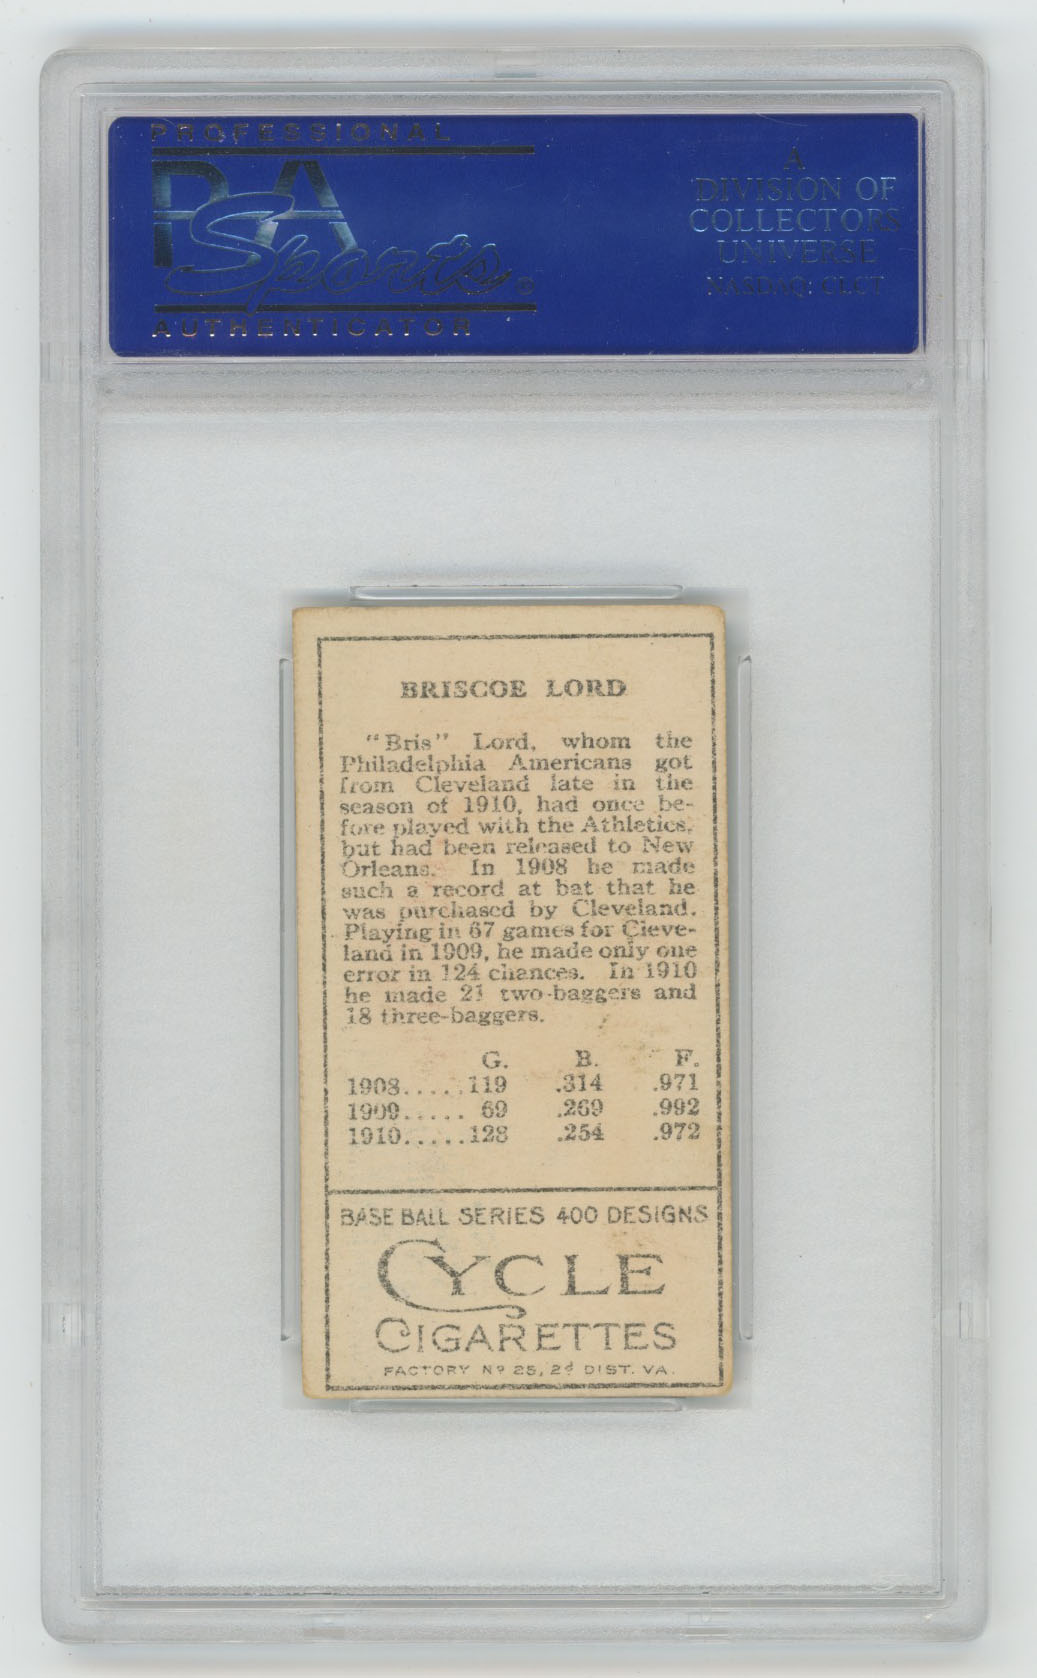 PROFESSIONAL
PSA
Sports®
AUTHENTICATOR
A
DIVISION OF
COLLECTORS
UNIVERSE
NASDAQ: CLCT
BRISCOE LORD
"Bris" Lord, whom the
Philadelphia Americans got
from Cleveland late in the
season of 1910, had once be-
fore played with the Athletics,
but had been released to New
Orleans. In 1908 he made
such a record at bat that he
was purchased by Cleveland.
Playing in 67 games for Cleve-
land in 1909, he made only one
error in 124 chances. In 1910
he made 21 two-baggers and
18 three-baggers.
G. B. F.
1908.....119 .314 .971
1909..... 69 .269 .992
1910.....128 .254 .972
BASE BALL SERIES 400 DESIGNS
CYCLE
CIGARETTES
FACTORY Nº 25, 2d DIST. VA.